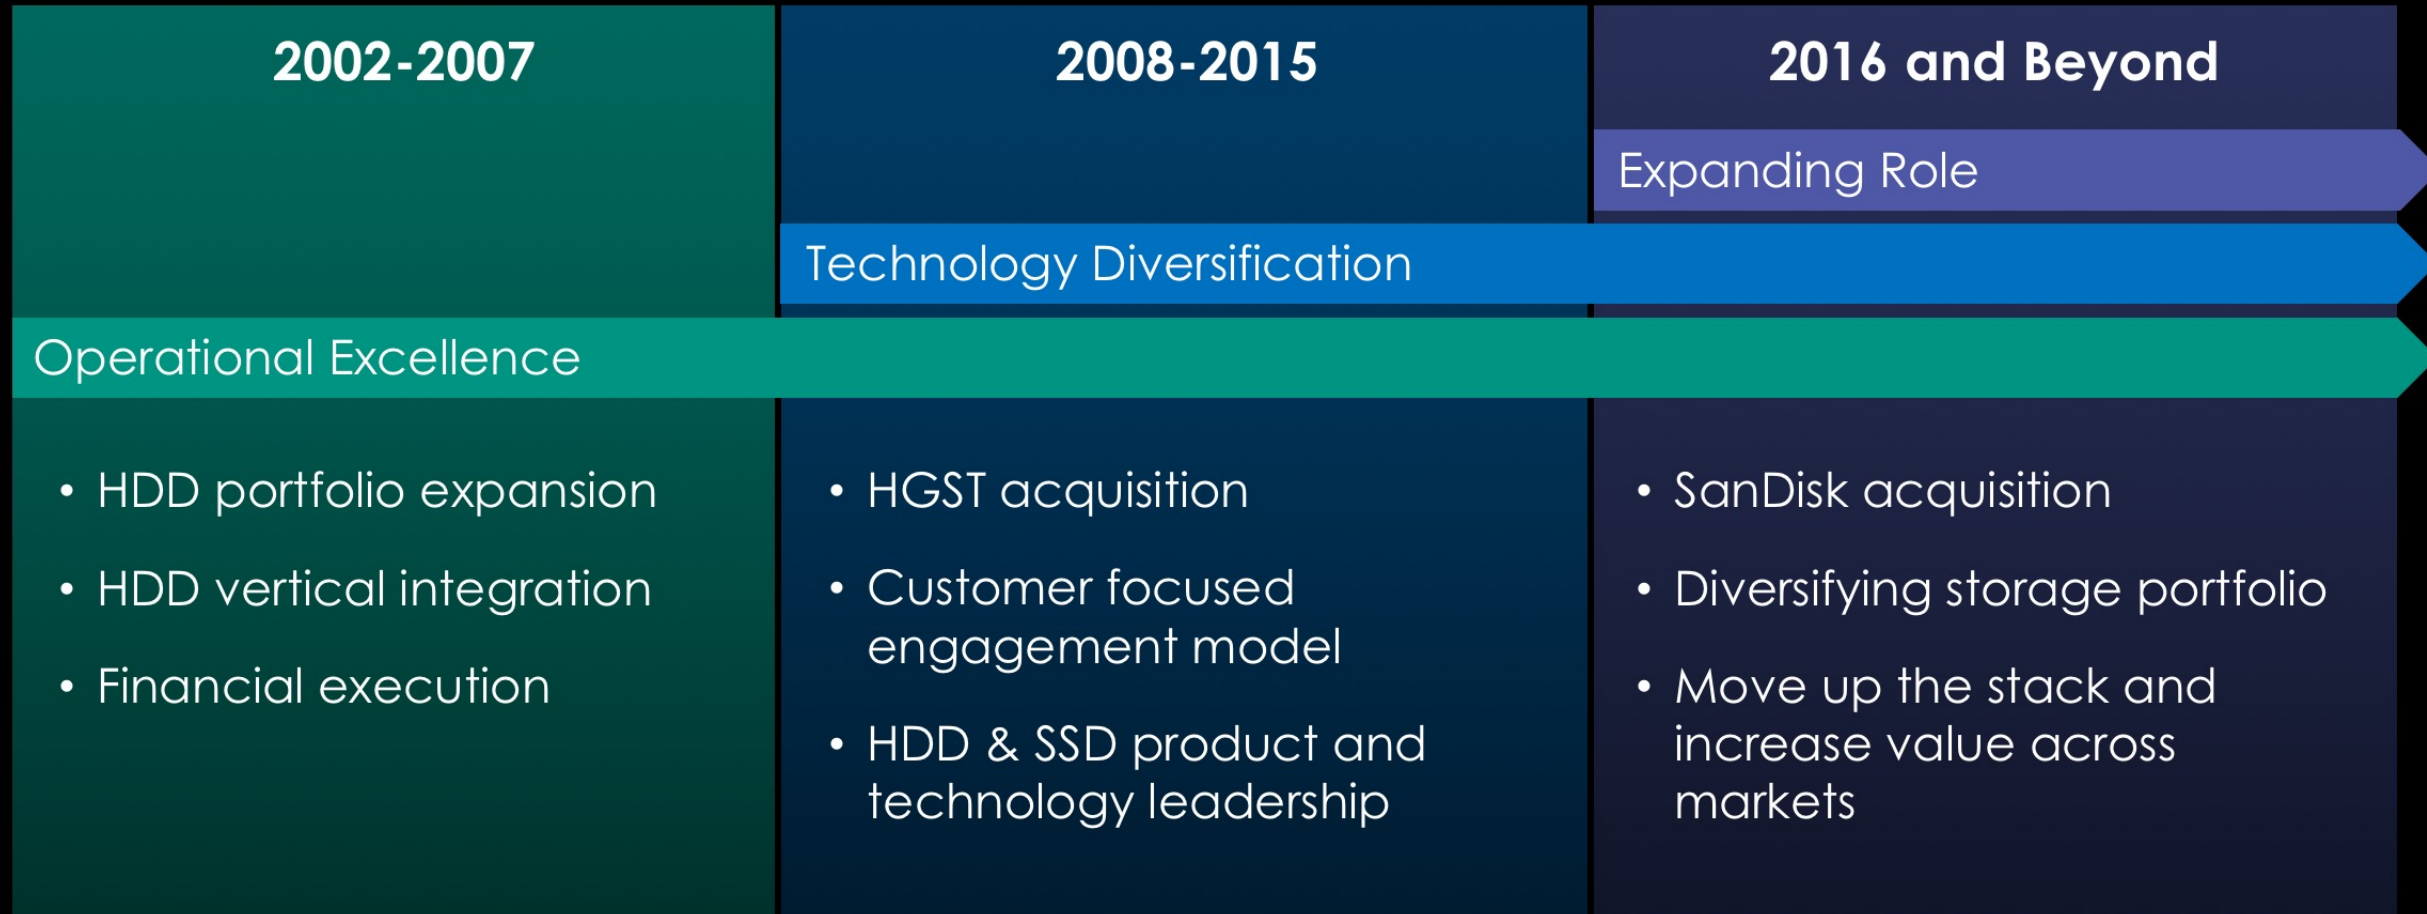 2002-2007
2008-2015
2016 and Beyond
Expanding Role
Technology Diversification
Operational Excellence
• HDD portfolio expansion
• HDD vertical integration
• Financial execution
• HGST acquisition
• Customer focused
engagement model
• HDD & SSD product and
technology leadership
• SanDisk acquisition
• Diversifying storage portfolio
• Move up the stack and
increase value across
markets